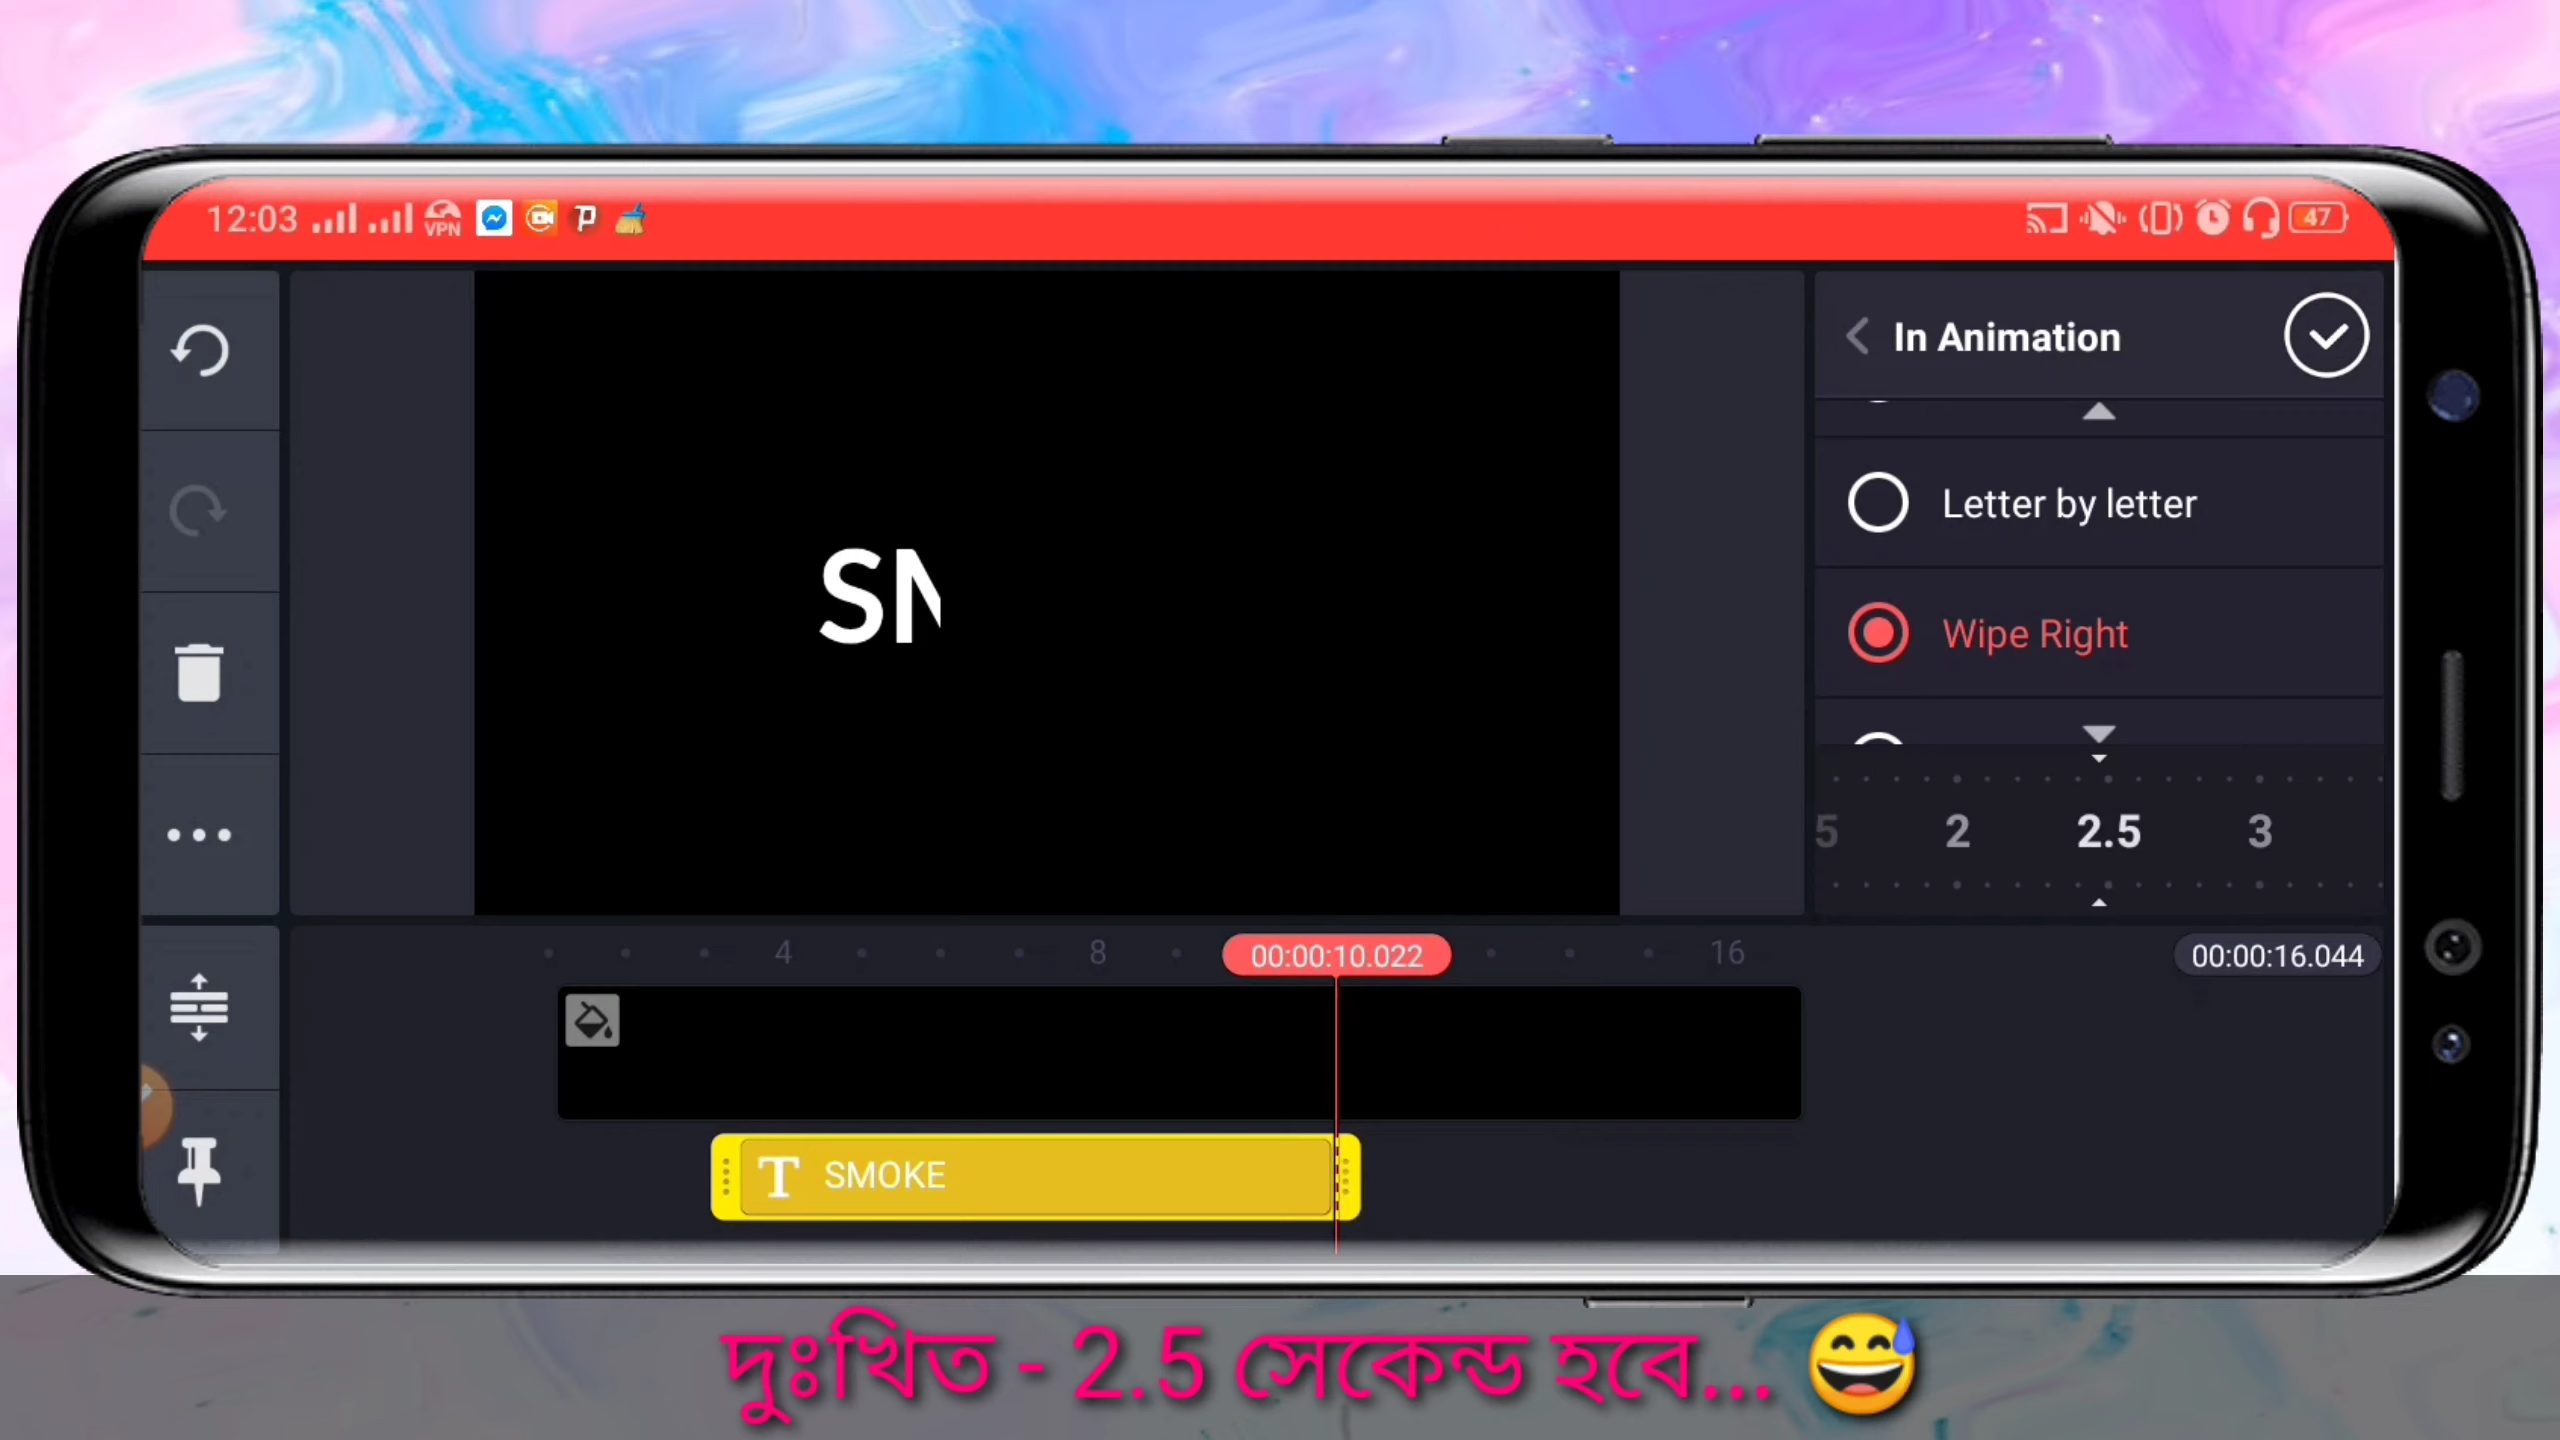 12:03 VPN 47
In Animation
Letter by letter
SM
Wipe Right
5 2 2.5 3
4 8 00:00:10.022 16 00:00:16.044
T SMOKE
দুঃখিত - 2.5 সেকেন্ড হবে... 😅